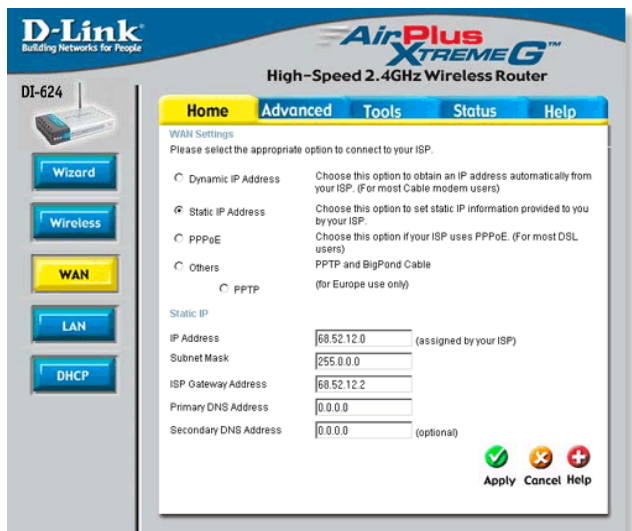 D-Link
Building Networks for People
AirPlus
XTREME G™
High-Speed 2.4GHz Wireless Router
DI-624
Home Advanced Tools Status Help
Wizard
Wireless
WAN
LAN
DHCP
WAN Settings
Please select the appropriate option to connect to your ISP.
Dynamic IP Address Choose this option to obtain an IP address automatically from
your ISP. (For most Cable modem users)
Static IP Address Choose this option to set static IP information provided to you
by your ISP.
PPPoE Choose this option if your ISP uses PPPoE. (For most DSL
users)
Others PPTP and BigPond Cable
PPTP (for Europe use only)
Static IP
IP Address 68.52.12.0 (assigned by your ISP)
Subnet Mask 255.0.0.0
ISP Gateway Address 68.52.12.2
Primary DNS Address 0.0.0.0
Secondary DNS Address 0.0.0.0 (optional)
Apply Cancel Help